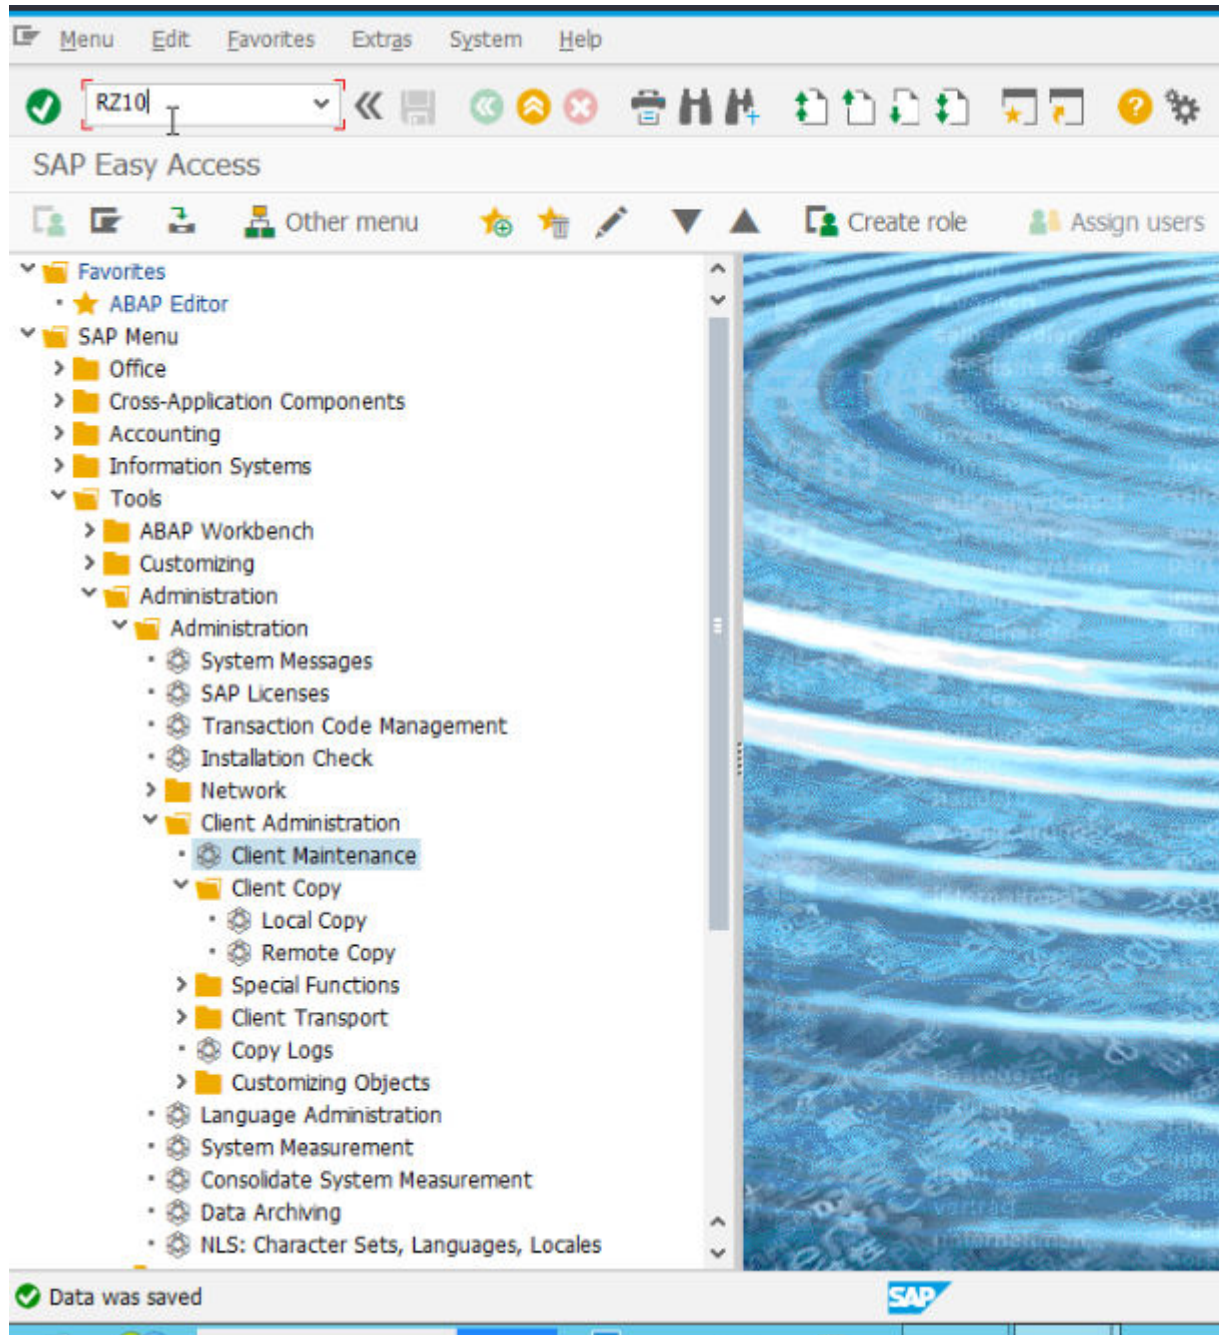 Menu Edit Favorites Extras System Help
RZ10
SAP Easy Access
Other menu Create role Assign users
Favorites
ABAP Editor
SAP Menu
Office
Cross-Application Components
Accounting
Information Systems
Tools
ABAP Workbench
Customizing
Administration
Administration
System Messages
SAP Licenses
Transaction Code Management
Installation Check
Network
Client Administration
Client Maintenance
Client Copy
Local Copy
Remote Copy
Special Functions
Client Transport
Copy Logs
Customizing Objects
Language Administration
System Measurement
Consolidate System Measurement
Data Archiving
NLS: Character Sets, Languages, Locales
Data was saved
SAP